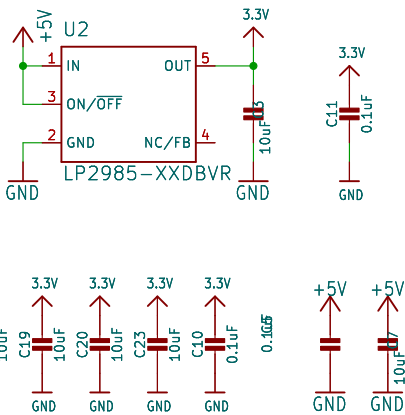 +5V
U2
3.3V
1
IN
OUT
5
3
ON/OFF
2
GND
NC/FB
4
LP2985-XXDBVR
GND
10uF
GND
3.3V
C11
0.1uF
GND
10uF
3.3V
C19
10uF
GND
3.3V
C20
10uF
GND
3.3V
C23
10uF
GND
3.3V
C10
0.1uF
GND
+5V
GND
+5V
10uF
GND